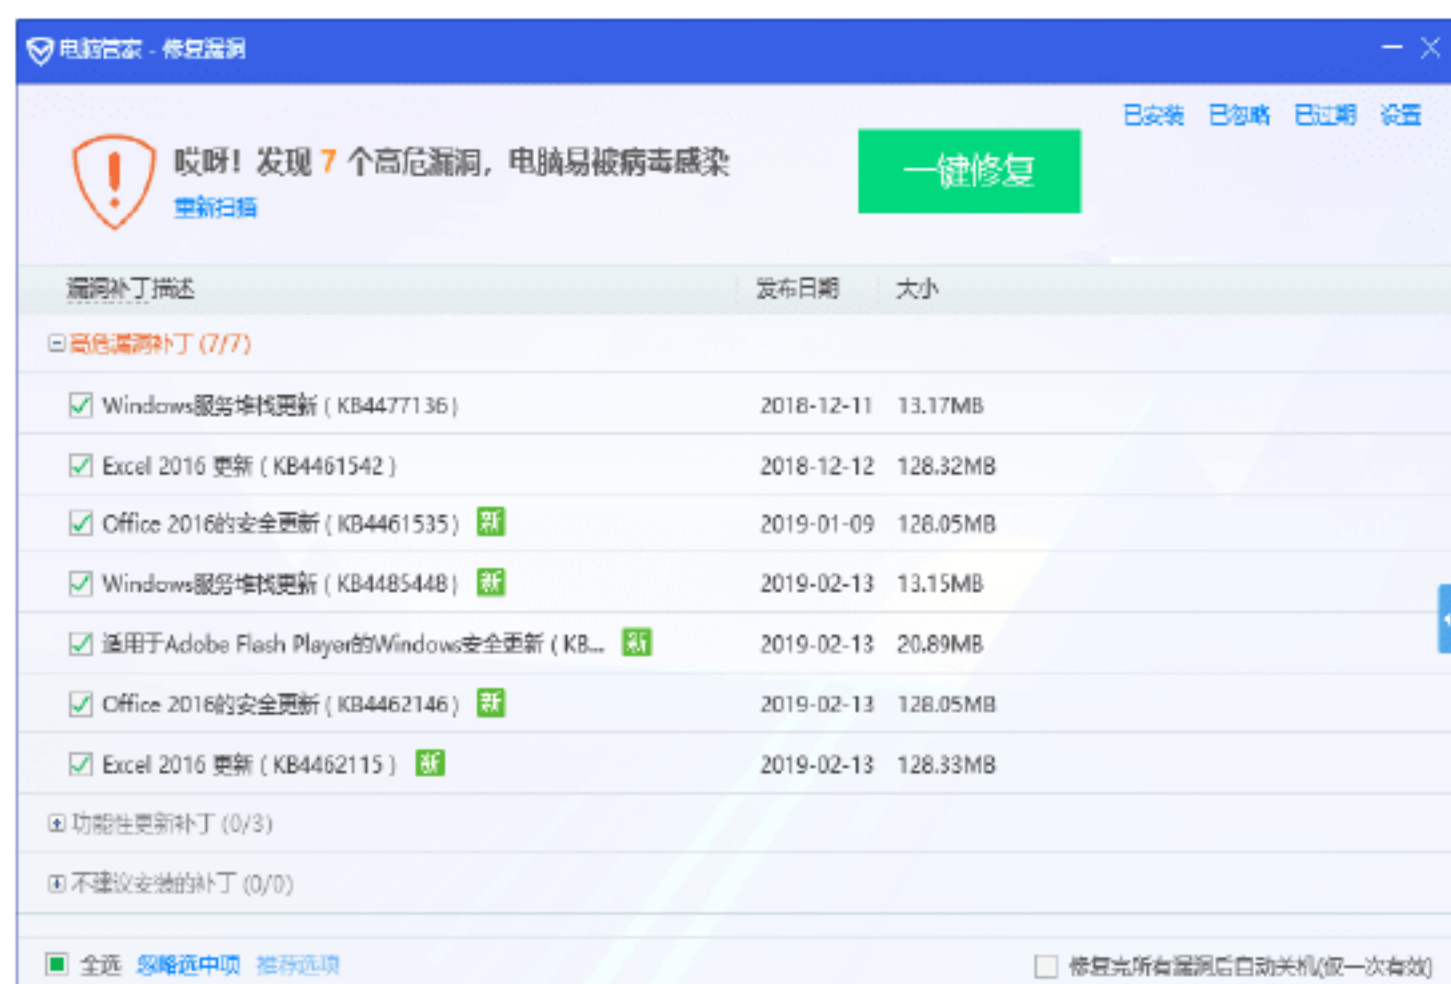 电脑管家 - 修复漏洞
已安装 已忽略 已过期 设置
哎呀！发现 7 个高危漏洞，电脑易被病毒感染
一键修复
重新扫描
漏洞补丁描述 发布日期 大小
高危漏洞补丁 (7/7)
Windows服务堆栈更新 ( KB4477136 ) 2018-12-11 13.17MB
Excel 2016 更新 ( KB4461542 ) 2018-12-12 128.32MB
Office 2016的安全更新 ( KB4461535 ) 新 2019-01-09 128.05MB
Windows服务堆栈更新 ( KB4485448 ) 新 2019-02-13 13.15MB
适用于Adobe Flash Player的Windows安全更新 ( KB... 新 2019-02-13 20.89MB
Office 2016的安全更新 ( KB4462146 ) 新 2019-02-13 128.05MB
Excel 2016 更新 ( KB4462115 ) 新 2019-02-13 128.33MB
功能性更新补丁 (0/3)
不建议安装的补丁 (0/0)
全选 忽略选中项 推荐选项 修复完所有漏洞后自动关机(仅一次有效)